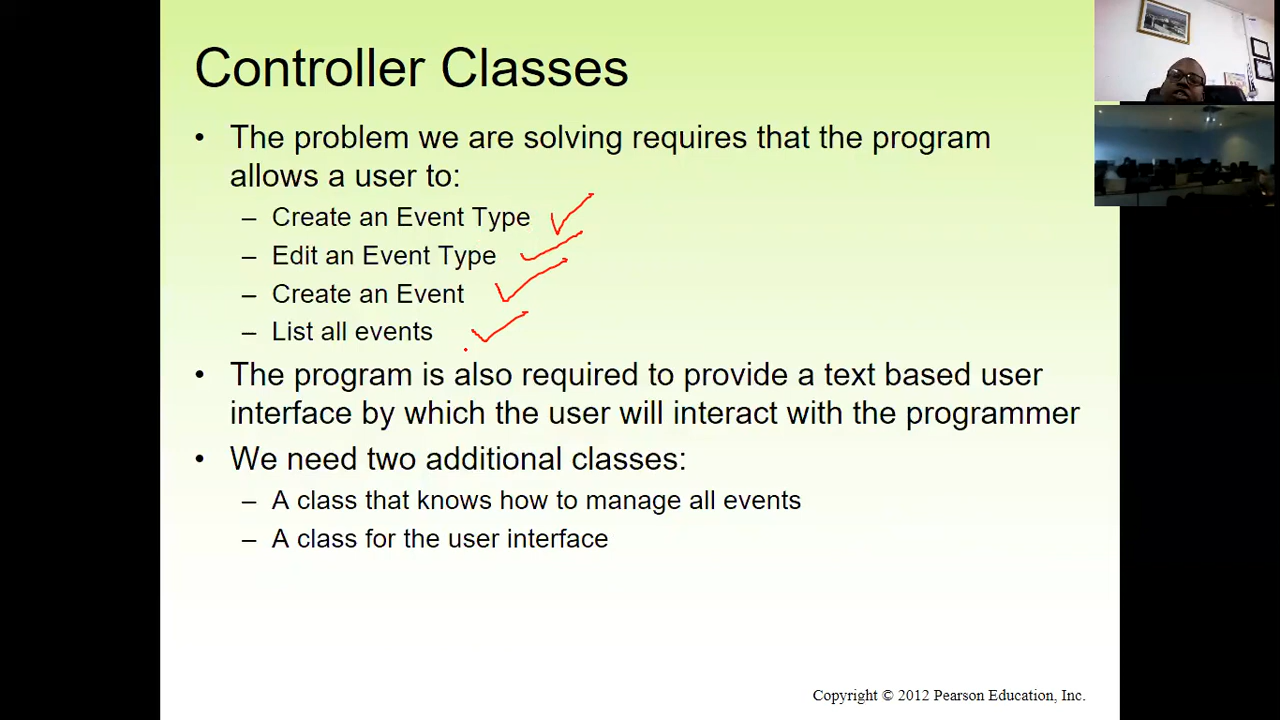 Controller Classes
• The problem we are solving requires that the program
allows a user to:
– Create an Event Type
– Edit an Event Type
– Create an Event
– List all events
• The program is also required to provide a text based user
interface by which the user will interact with the programmer
• We need two additional classes:
– A class that knows how to manage all events
– A class for the user interface
Copyright © 2012 Pearson Education, Inc.